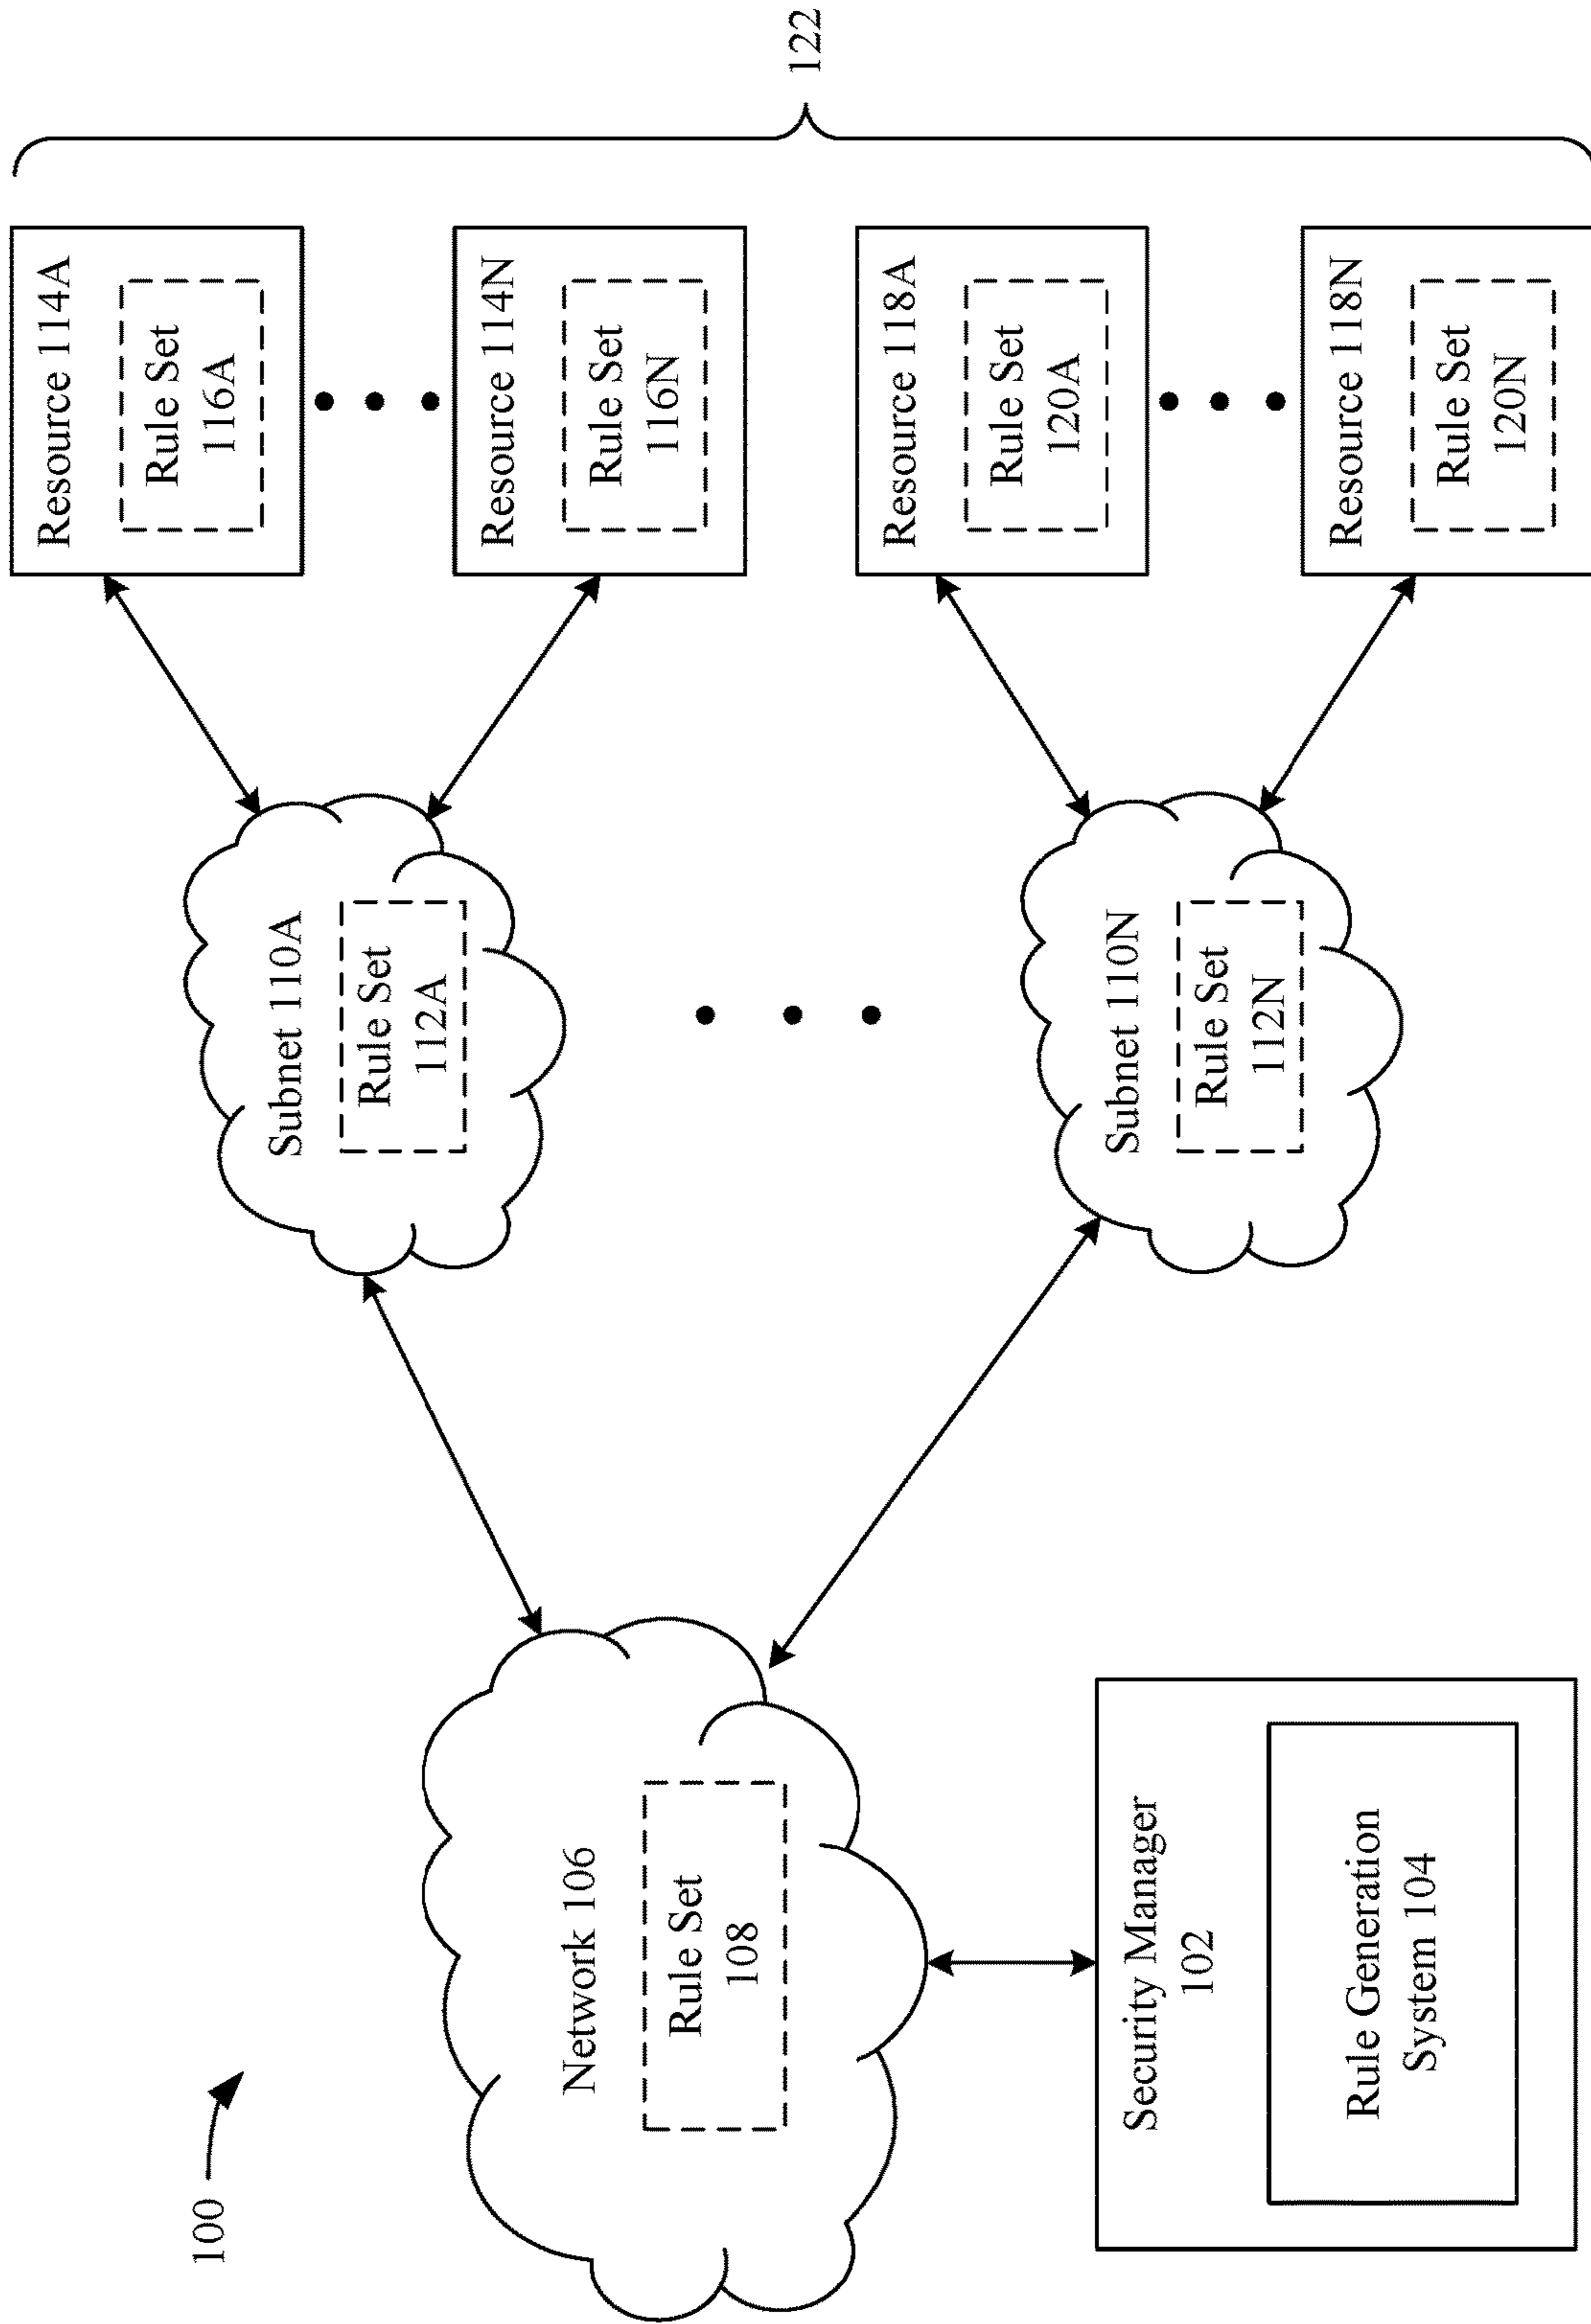 100
Network 106
Rule Set
108
Security Manager
102
Rule Generation
System 104
Subnet 110A
Rule Set
112A
Subnet 110N
Rule Set
112N
Resource 114A
Rule Set
116A
Resource 114N
Rule Set
116N
Resource 118A
Rule Set
120A
Resource 118N
Rule Set
120N
122